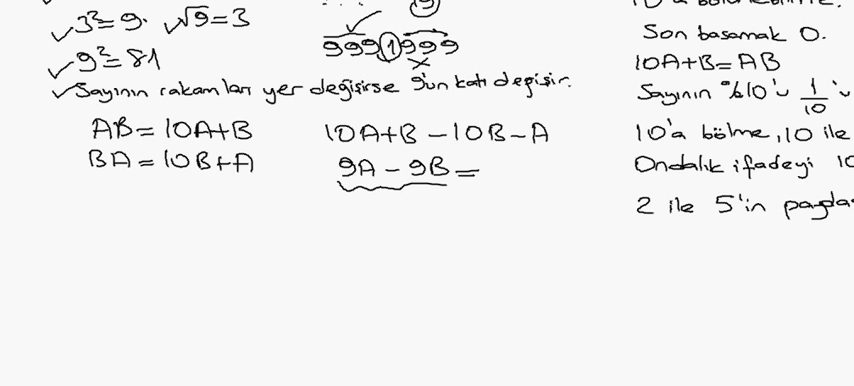 3²=9. √9=3
9²=81
Sayının rakamları yer değişirse 9'un katı değişir.
AB=10A+B
BA=10B+A
9
9991999
10A+B-10B-A
9A-9B=
Son basamak 0.
10A+B=AB
Sayının %10'u 1/10'u
10'a bölme, 10 ile
Ondalık ifadeyi 10
2 ile 5'in